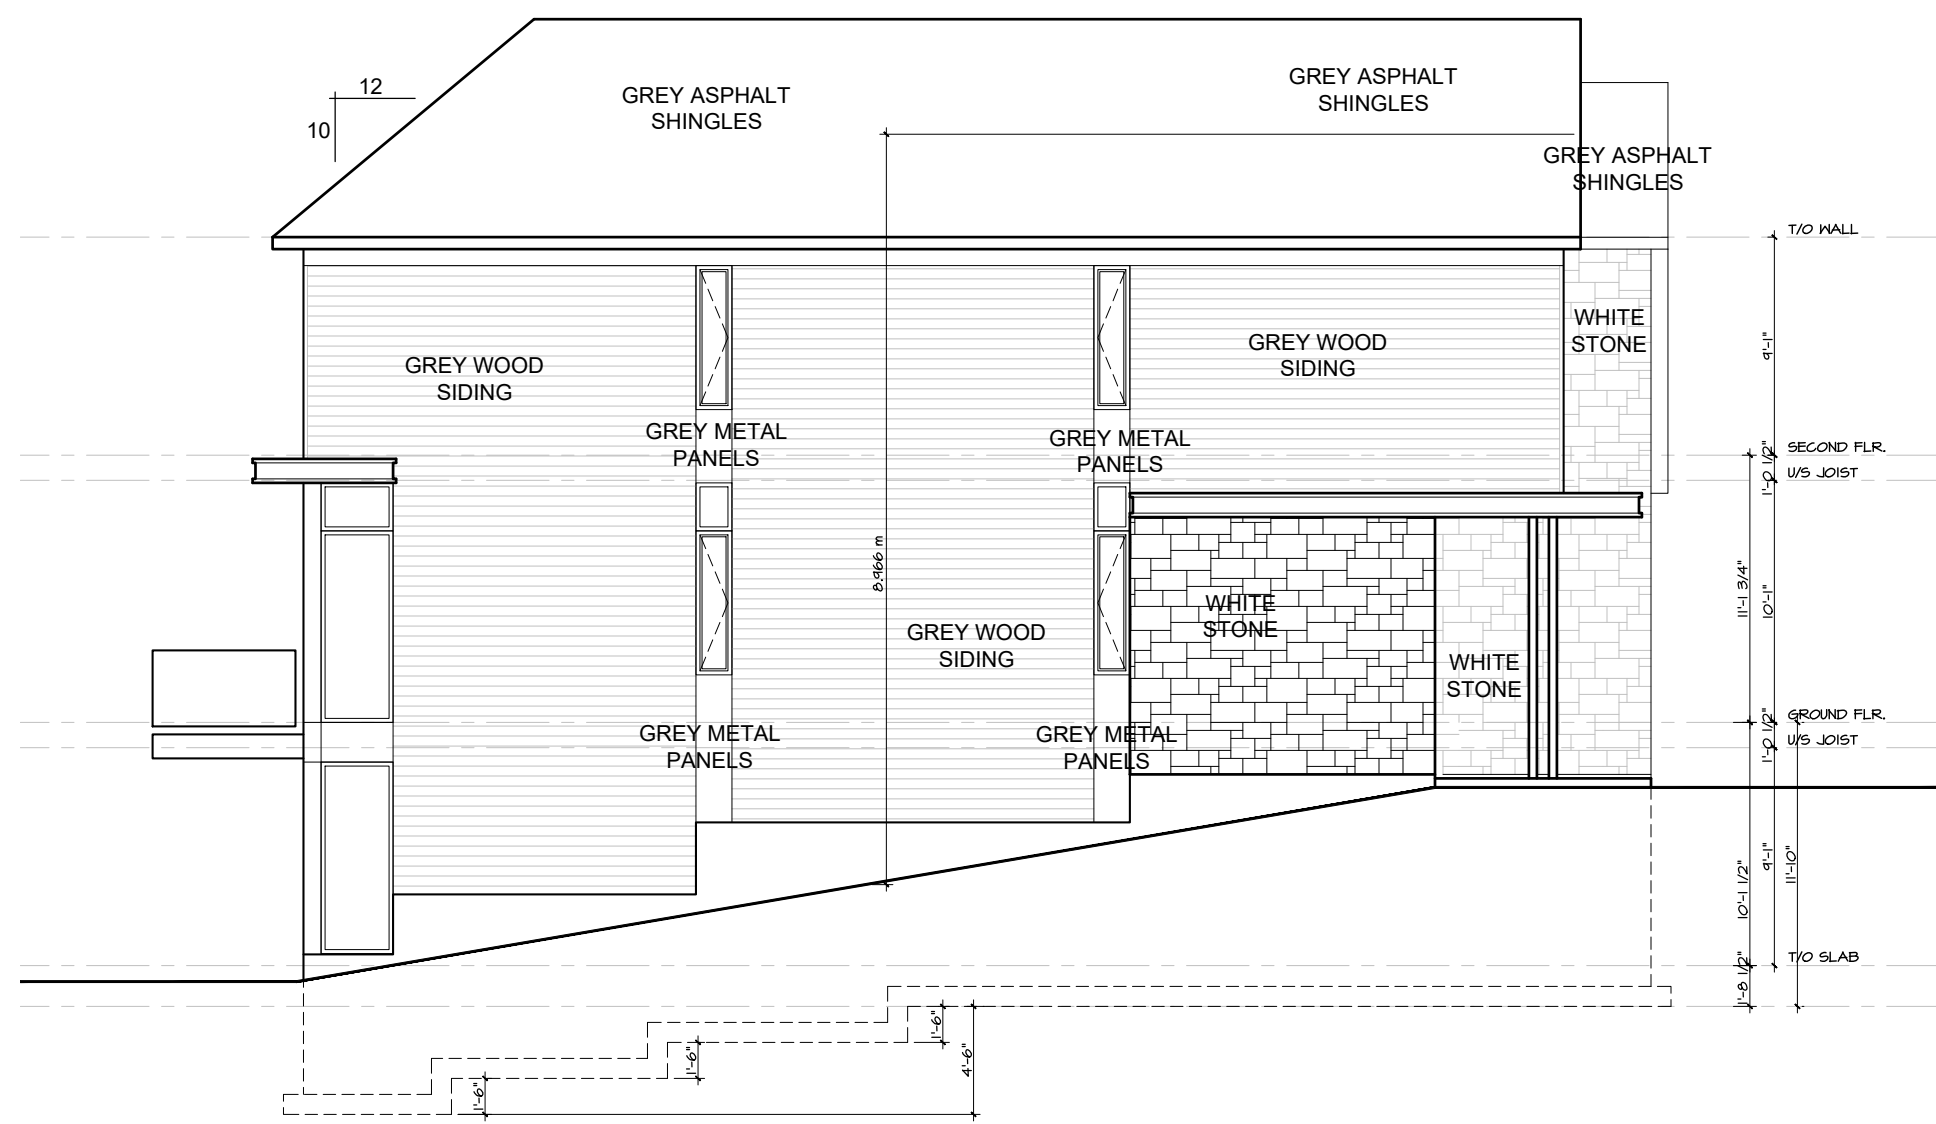 12
10
GREY ASPHALT
SHINGLES
GREY ASPHALT
SHINGLES
GREY ASPHALT
SHINGLES
T/O WALL
WHITE
STONE
9'-1"
GREY WOOD
SIDING
GREY WOOD
SIDING
GREY METAL
PANELS
GREY METAL
PANELS
SECOND FLR.
1'-0 1/2"
U/S JOIST
8.966 m
11'-1 3/4"
10'-1"
WHITE
STONE
GREY WOOD
SIDING
WHITE
STONE
GREY METAL
PANELS
GREY METAL
PANELS
GROUND FLR.
1'-0 1/2"
U/S JOIST
10'-1 1/2"
9'-1"
11'-10"
T/O SLAB
1'-8 1/2"
1'-6"
1'-6"
1'-6"
4'-6"